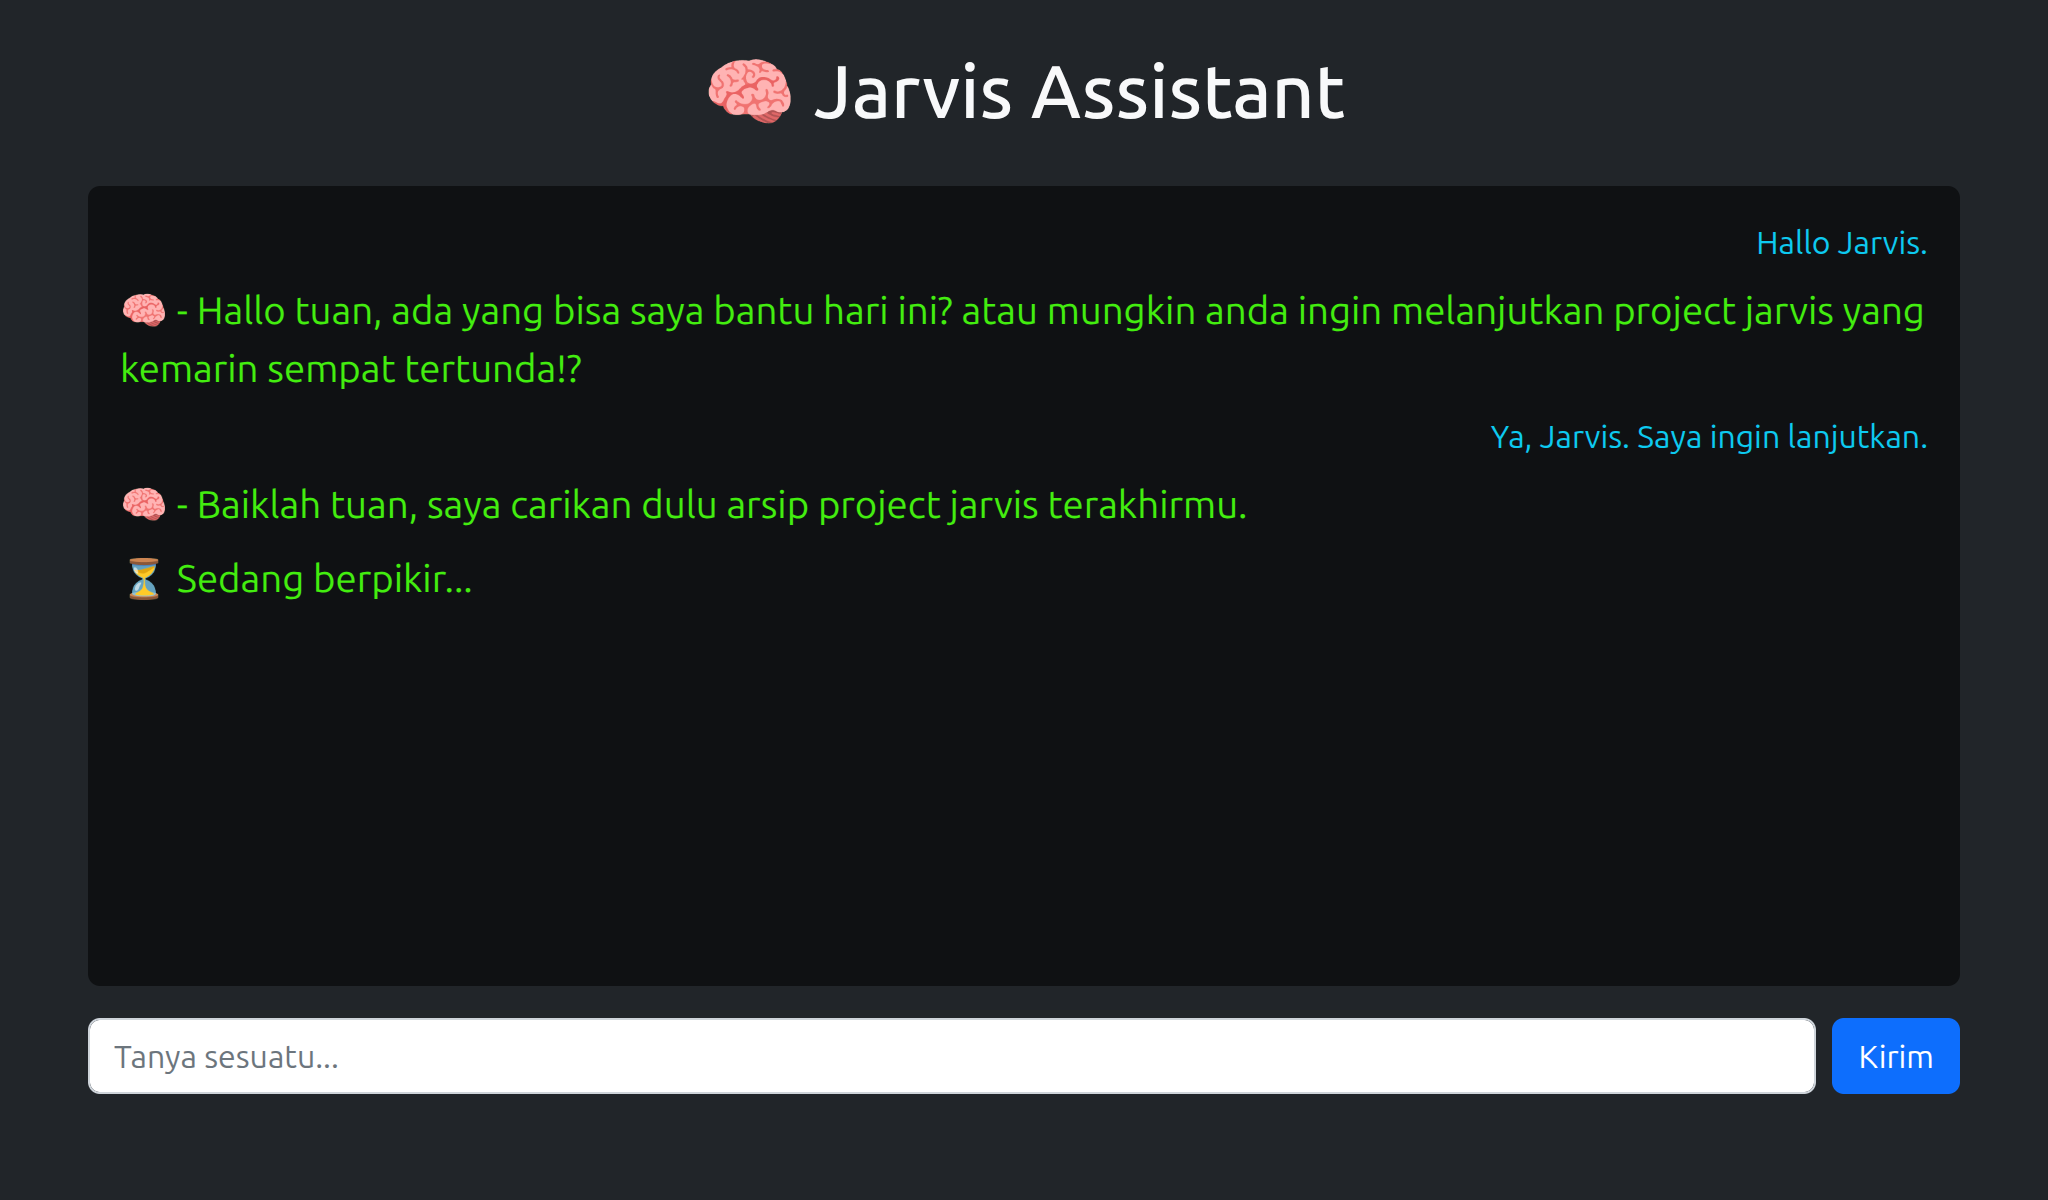 🧠 Jarvis Assistant
Hallo Jarvis.
🧠 - Hallo tuan, ada yang bisa saya bantu hari ini? atau mungkin anda ingin melanjutkan project jarvis yang
kemarin sempat tertunda!?
Ya, Jarvis. Saya ingin lanjutkan.
🧠 - Baiklah tuan, saya carikan dulu arsip project jarvis terakhirmu.
⏳ Sedang berpikir...
Tanya sesuatu...
Kirim